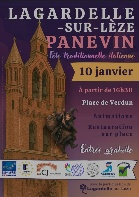 LAGARDELLE
-SUR-LÈZE
PANEVIN
Fête traditionnelle italienne
10 janvier
À partir de 16h30
Place de Verdun
Animations
Restauration
sur place
Entrée gratuite